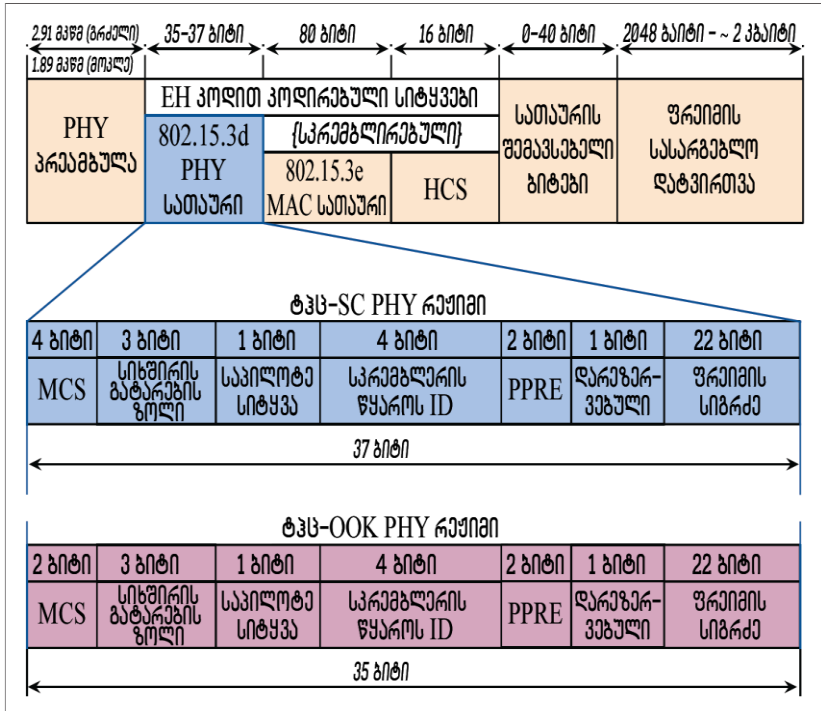 2.91 მკწმ (გრძელი) 35-37 ბიტი 80 ბიტი 16 ბიტი 0-40 ბიტი 2048 ბაიტი - ~ 2 კბაიტი
1.89 მკწმ (მოკლე)
PHY
პრეამბულა
EH კოდით კოდირებული სიტყვები
802.15.3d
PHY
სათაური
{სკრემბლირებული}
802.15.3e
MAC სათაური
HCS
სათაურის
შემავსებელი
ბიტები
ფრეიმის
სასარგებლო
დატვირთვა
ტჰც-SC PHY რეჟიმი
4 ბიტი 3 ბიტი 1 ბიტი 4 ბიტი 2 ბიტი 1 ბიტი 22 ბიტი
MCS
სიხშირის
გატარების
ზოლი
საპილოტე
სიტყვა
სკრემბლერის
წყაროს ID
PPRE
დარეზერ-
ვებული
ფრეიმის
სიგრძე
37 ბიტი
ტჰც-OOK PHY რეჟიმი
2 ბიტი 3 ბიტი 1 ბიტი 4 ბიტი 2 ბიტი 1 ბიტი 22 ბიტი
MCS
სიხშირის
გატარების
ზოლი
საპილოტე
სიტყვა
სკრემბლერის
წყაროს ID
PPRE
დარეზერ-
ვებული
ფრეიმის
სიგრძე
35 ბიტი